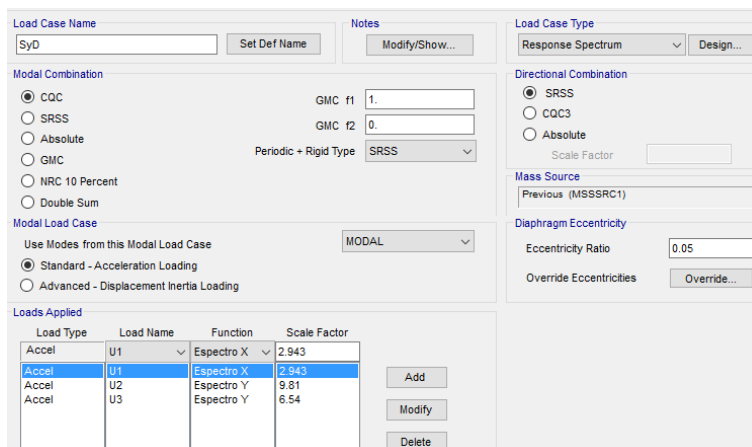 Load Case Name
SyD
Set Def Name
Notes
Modify/Show...
Load Case Type
Response Spectrum
Design...
Modal Combination
CQC
SRSS
Absolute
GMC
NRC 10 Percent
Double Sum
GMC f1
1.
GMC f2
0.
Periodic + Rigid Type
SRSS
Directional Combination
SRSS
CQC3
Absolute
Scale Factor
Mass Source
Previous (MSSSRC1)
Modal Load Case
Use Modes from this Modal Load Case
MODAL
Standard - Acceleration Loading
Advanced - Displacement Inertia Loading
Diaphragm Eccentricity
Eccentricity Ratio
0.05
Override Eccentricities
Override...
Loads Applied
Load Type Load Name Function Scale Factor
Accel U1 Espectro X 2.943
Accel U1 Espectro X 2.943
Accel U2 Espectro Y 9.81
Accel U3 Espectro Y 6.54
Add
Modify
Delete